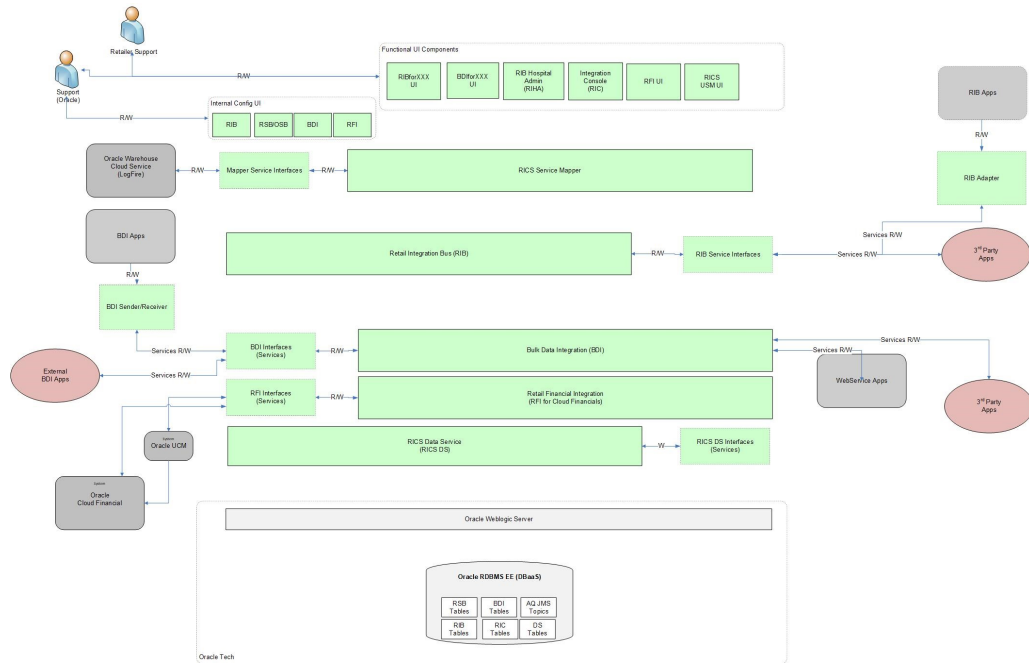 Retailer Support
Support
(Oracle)
R/W
R/W
Functional UI Components
RIBforXXX
UI
BDIforXXX
UI
RIB Hospital
Admin
(RIHA)
Integration
Console
(RIC)
RFI UI
RICS
USM UI
Internal Config UI
RIB
RSB/OSB
BDI
RFI
RIB Apps
R/W
RIB Adapter
Oracle Warehouse
Cloud Service
(LogFire)
R/W
Mapper Service Interfaces
R/W
RICS Service Mapper
BDI Apps
R/W
Retail Integration Bus (RIB)
R/W
RIB Service Interfaces
Services R/W
Services R/W
3rd Party
Apps
BDI Sender/Receiver
Services R/W
BDI Interfaces
(Services)
R/W
Bulk Data Integration (BDI)
Services R/W
Services R/W
WebService Apps
External
BDI Apps
Services R/W
RFI Interfaces
(Services)
R/W
Retail Financial Integration
(RFI for Cloud Financials)
3rd Party
Apps
Oracle UCM
RICS Data Service
(RICS DS)
W
RICS DS Interfaces
(Services)
Oracle
Cloud Financial
Oracle Weblogic Server
Oracle RDBMS EE (DBaaS)
RSB
Tables
BDI
Tables
AQ JMS
Topics
RIB
Tables
RIC
Tables
DS
Tables
Oracle Tech